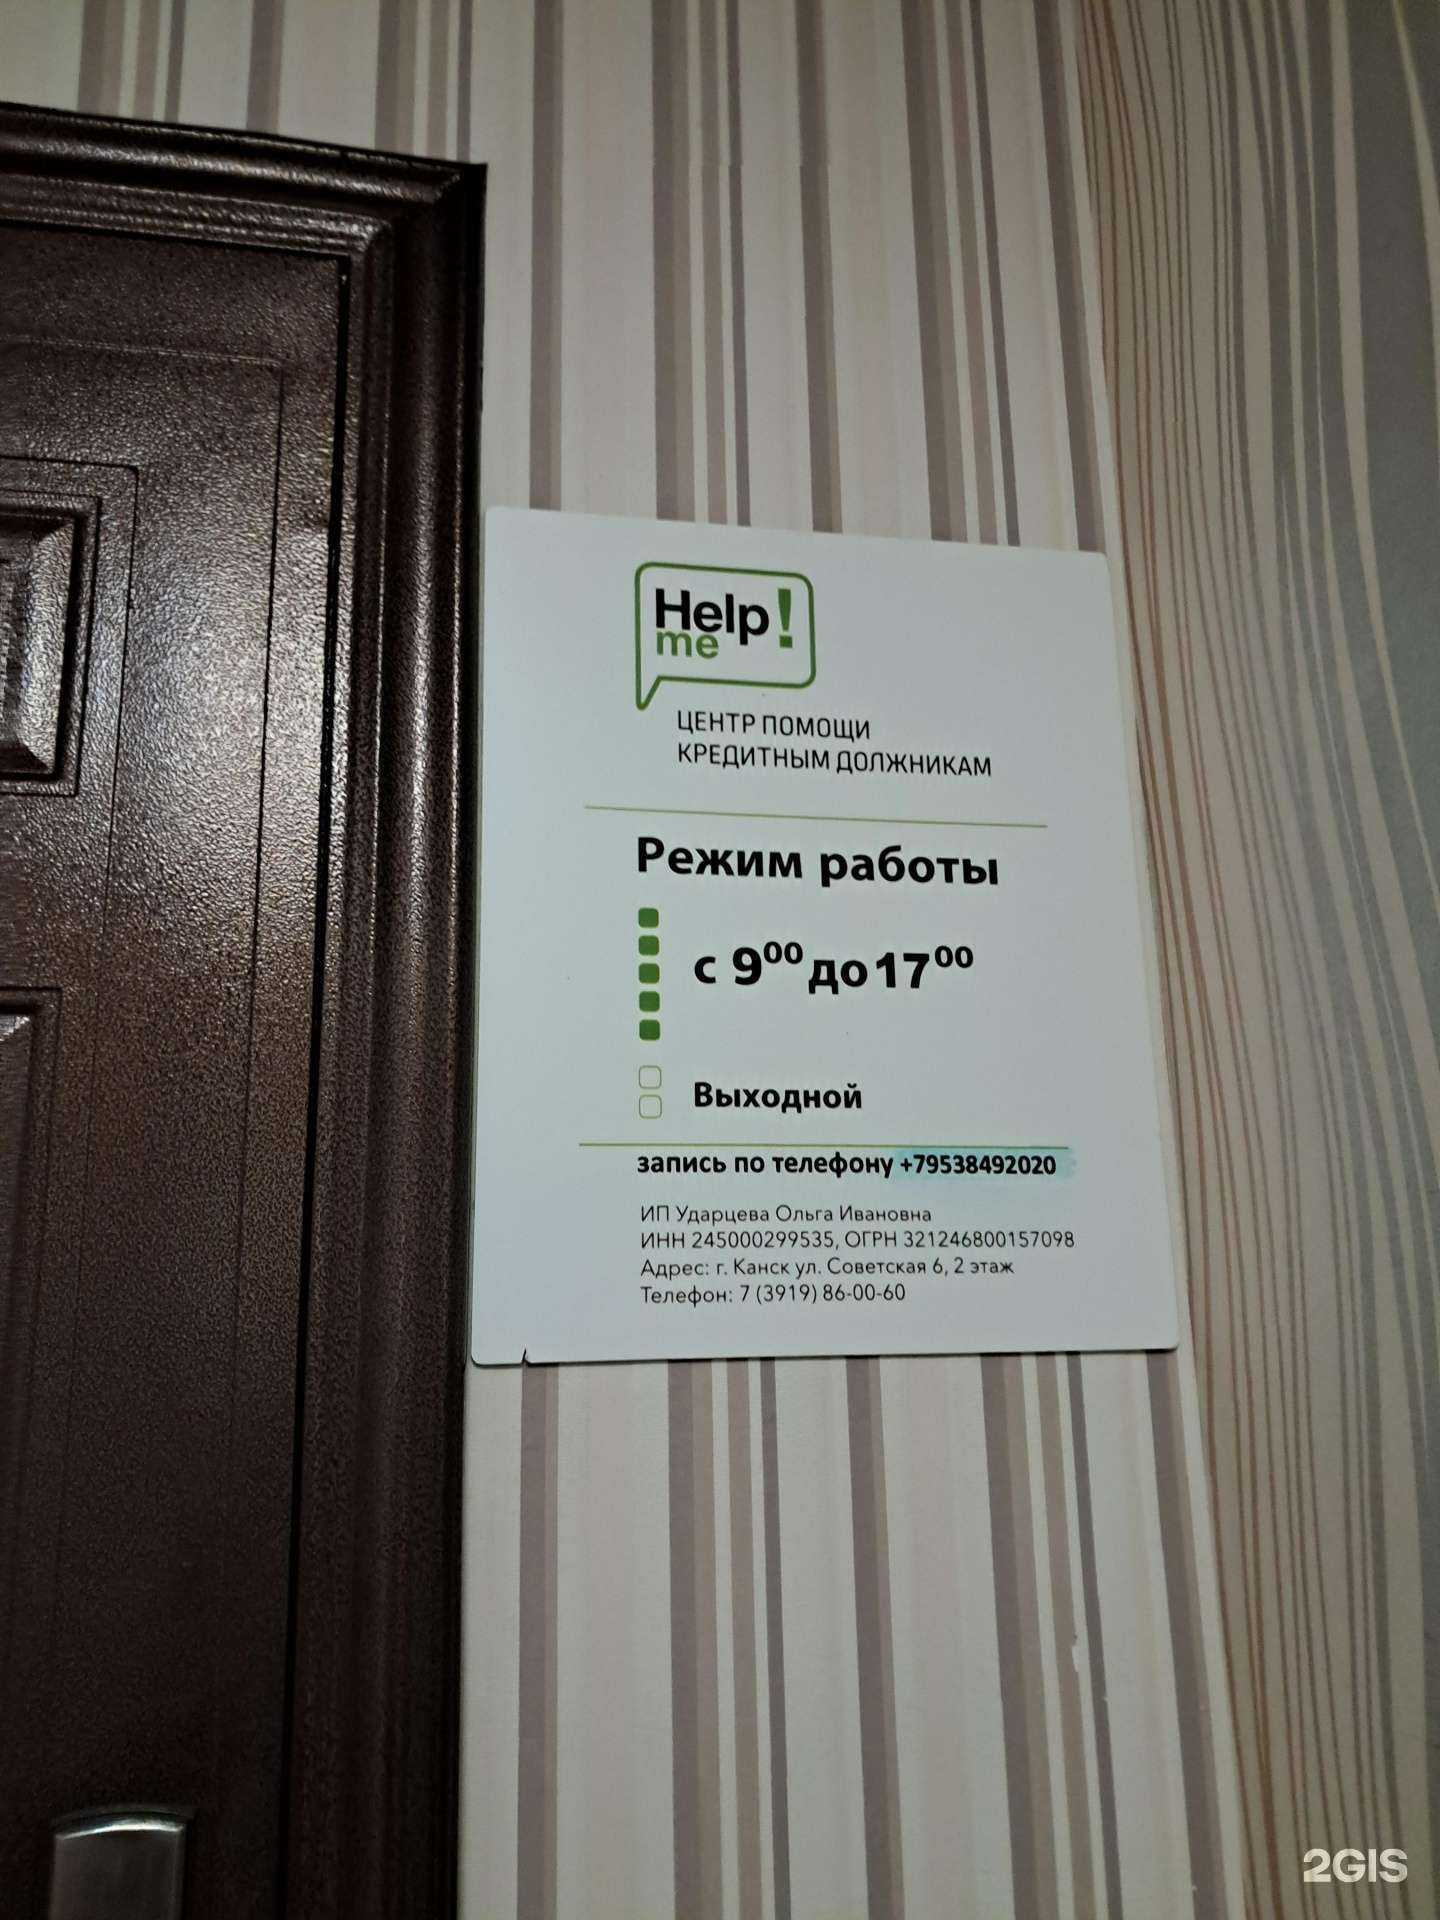 Help!
me
ЦЕНТР ПОМОЩИ
КРЕДИТНЫМ ДОЛЖНИКАМ
Режим работы
с 9⁰⁰ до 17⁰⁰
Выходной
запись по телефону +79538492020
ИП Ударцева Ольга Ивановна
ИНН 245000299535, ОГРН 321246800157098
Адрес: г. Канск ул. Советская 6, 2 этаж
Телефон: 7 (3919) 86-00-60
2GIS